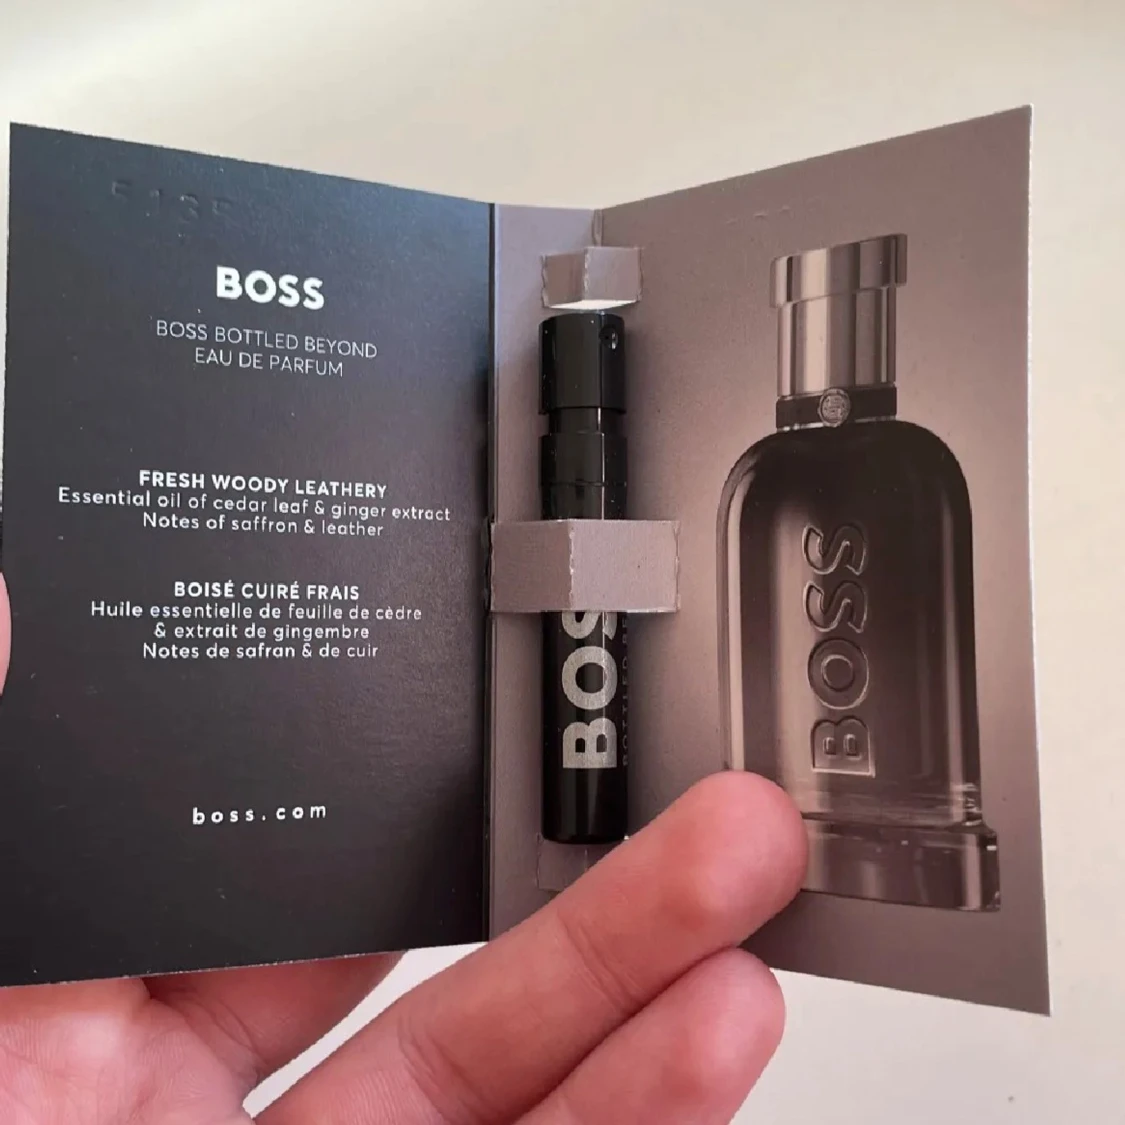 BOSS
BOSS BOTTLED BEYOND
EAU DE PARFUM
FRESH WOODY LEATHERY
Essential oil of cedar leaf & ginger extract
Notes of saffron & leather
BOISÉ CUIRÉ FRAIS
Huile essentielle de feuille de cèdre
& extrait de gingembre
Notes de safran & de cuir
boss.com
BOSS
BOTTLED
BOSS